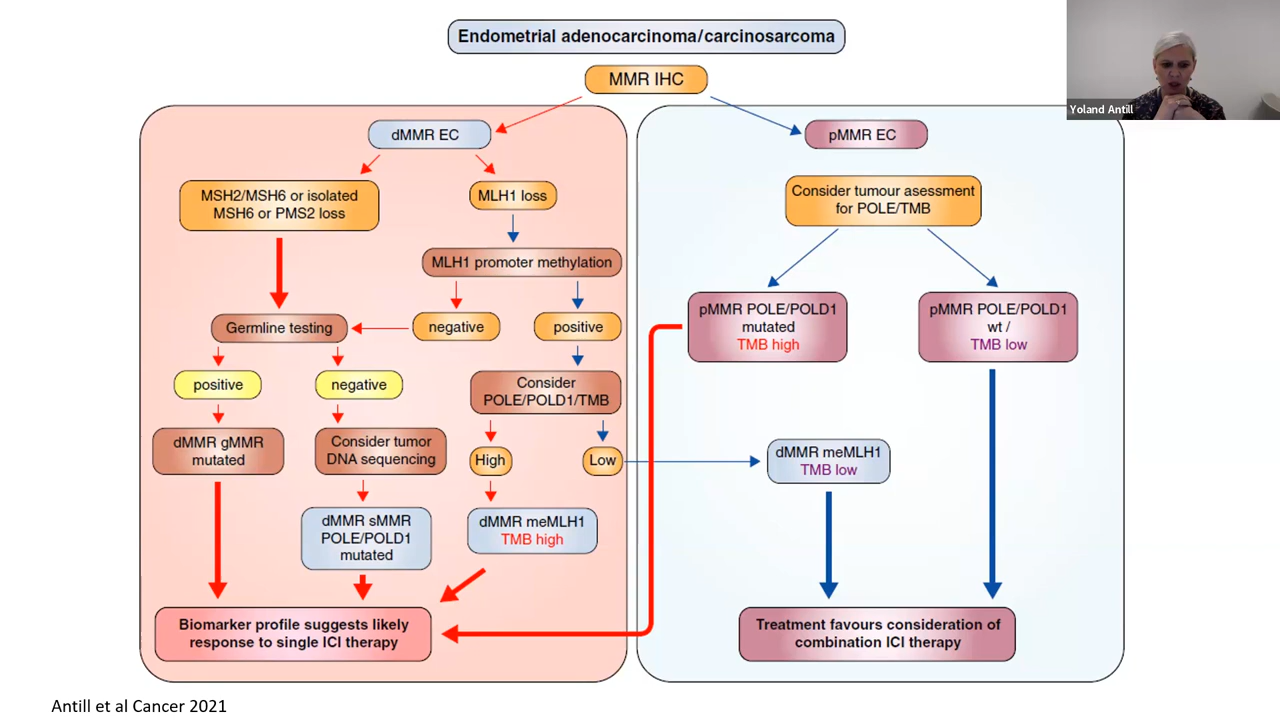 Endometrial adenocarcinoma/carcinosarcoma
MMR IHC
Yoland Antill
dMMR EC
pMMR EC
MSH2/MSH6 or isolated
MSH6 or PMS2 loss
MLH1 loss
Consider tumour asessment
for POLE/TMB
MLH1 promoter methylation
Germline testing
negative
positive
pMMR POLE/POLD1
mutated
TMB high
pMMR POLE/POLD1
wt /
TMB low
positive
negative
Consider
POLE/POLD1/TMB
dMMR gMMR
mutated
Consider tumor
DNA sequencing
High
Low
dMMR meMLH1
TMB low
dMMR sMMR
POLE/POLD1
mutated
dMMR meMLH1
TMB high
Biomarker profile suggests likely
response to single ICI therapy
Treatment favours consideration of
combination ICI therapy
Antill et al Cancer 2021